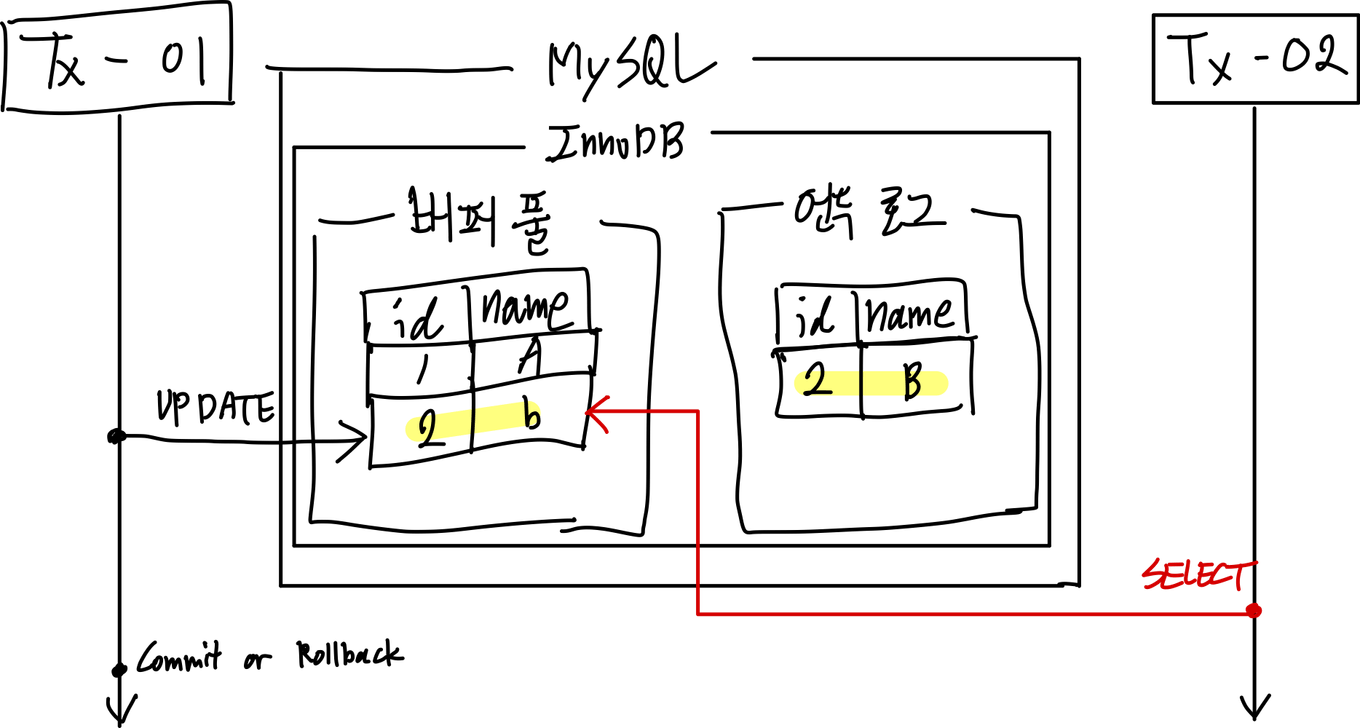 Tx - 01
MySQL
Tx - 02
InnoDB
버퍼 풀
언두 로그
id name
1 A
2 b
id name
2 B
UPDATE
SELECT
Commit or Rollback